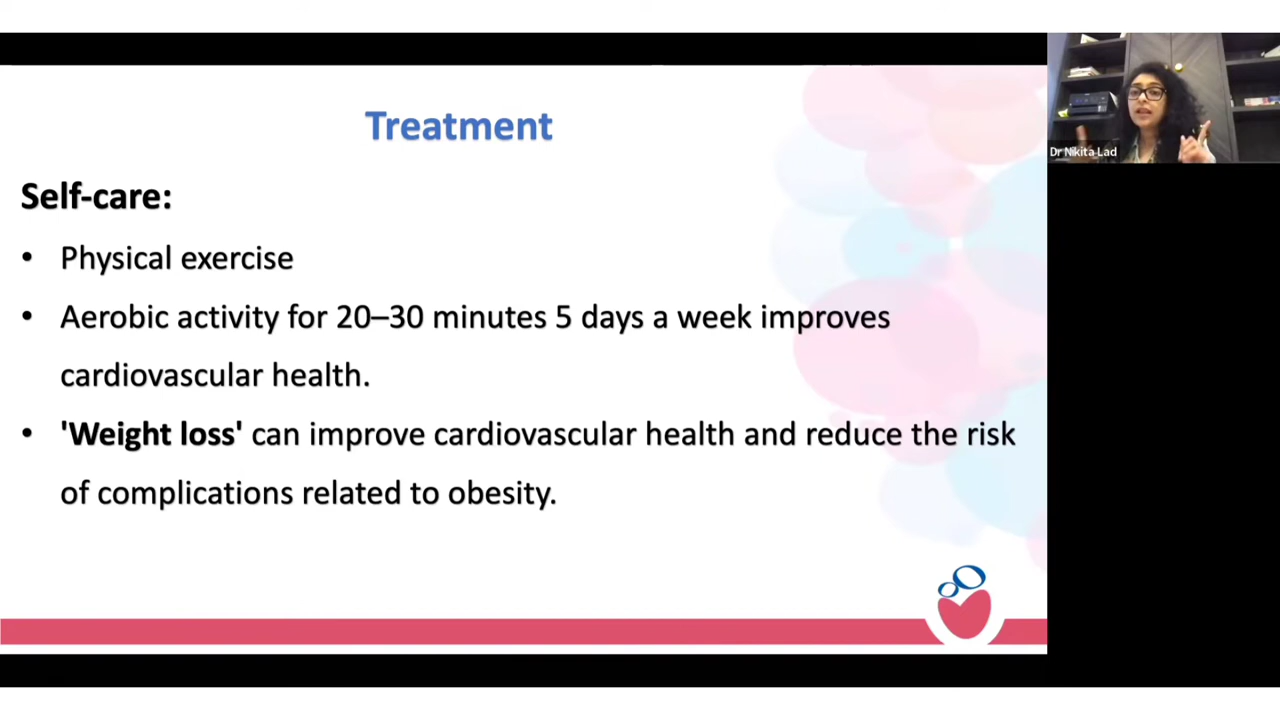 Treatment
Self-care:
• Physical exercise
• Aerobic activity for 20–30 minutes 5 days a week improves
cardiovascular health.
• 'Weight loss' can improve cardiovascular health and reduce the risk
of complications related to obesity.
Dr Nikita Lad